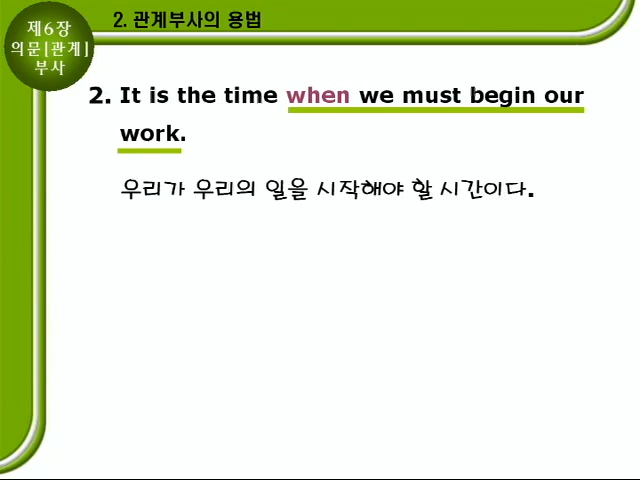 제6장
의문[관계]
부사
2. 관계부사의 용법
2. It is the time when we must begin our
work.
우리가 우리의 일을 시작해야 할 시간이다.